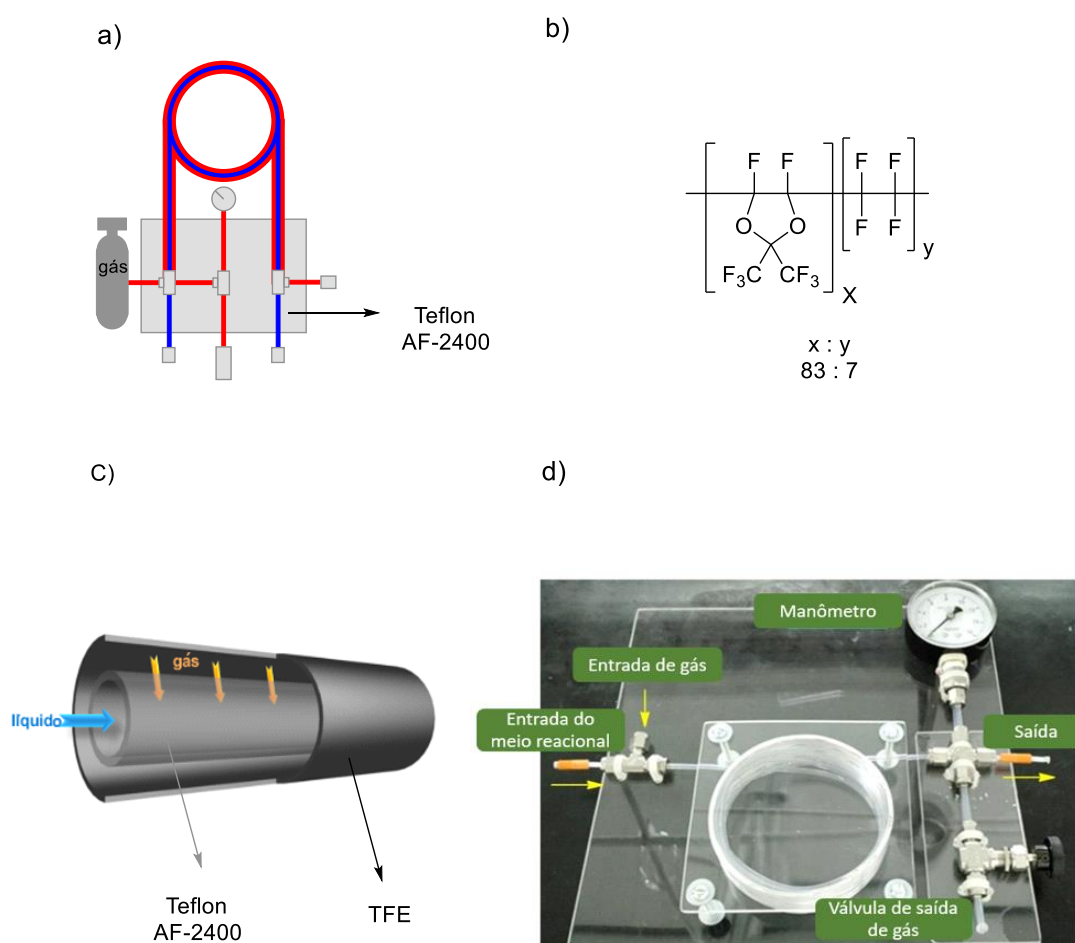 a)
gás
Teflon
AF-2400
b)
F F
O O
F3C CF3
X
F F
F F
y
x : y
83 : 7
C)
gás
líquido
Teflon
AF-2400
TFE
d)
Manômetro
Entrada de gás
Entrada do
meio reacional
Saída
Válvula de saída
de gás